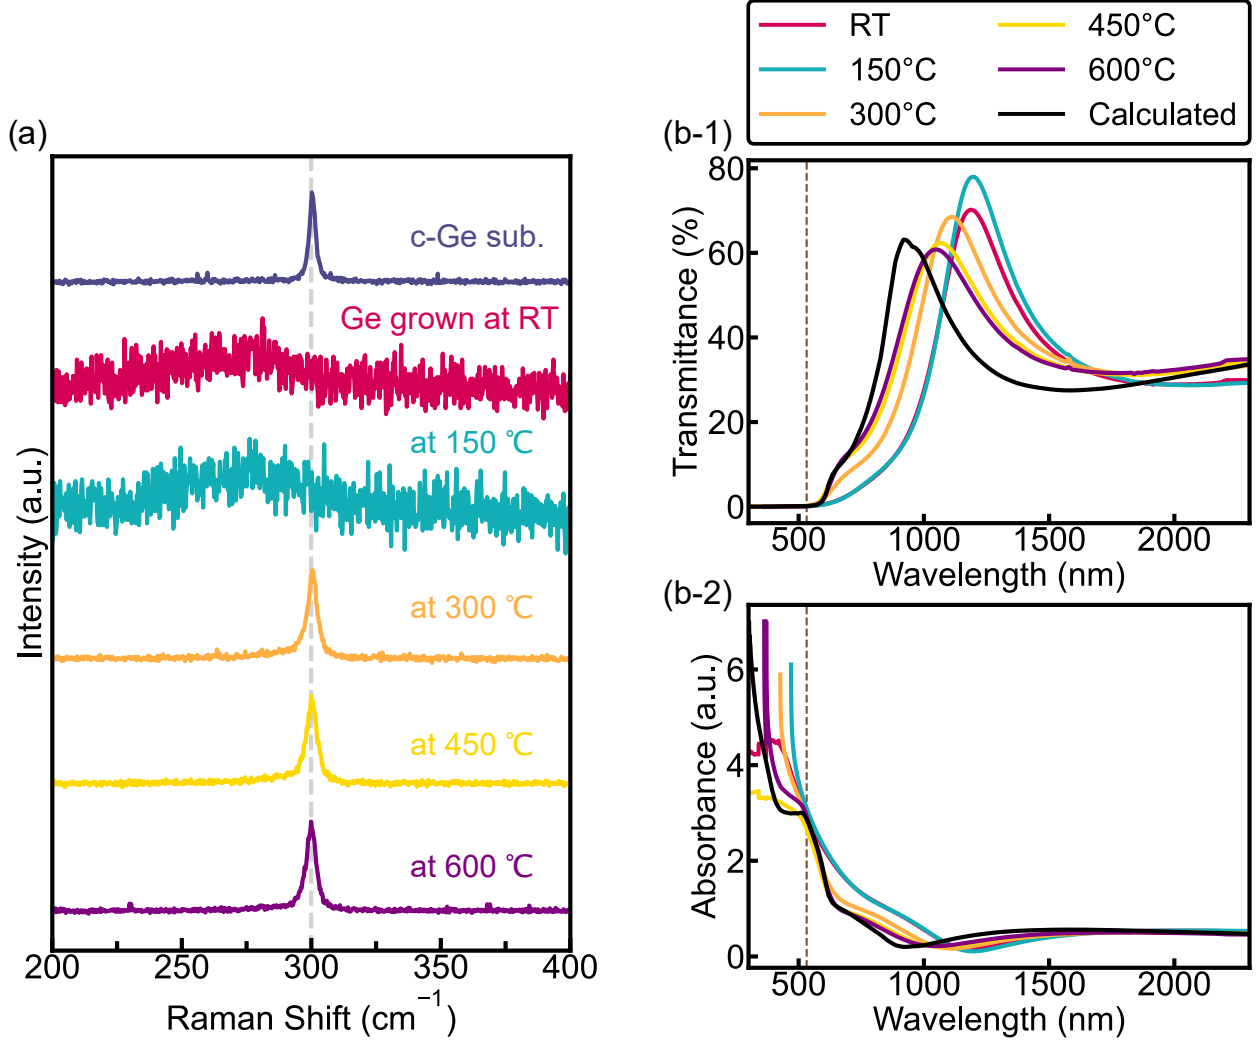 (a)
c-Ge sub.
Ge grown at RT
at 150 ℃
at 300 ℃
at 450 ℃
at 600 ℃
Intensity (a.u.)
200 250 300 350 400
Raman Shift (cm⁻¹)
RT 450°C
150°C 600°C
300°C Calculated
(b-1)
80
60
40
20
0
Transmittance (%)
500 1000 1500 2000
Wavelength (nm)
(b-2)
6
4
2
0
Absorbance (a.u.)
500 1000 1500 2000
Wavelength (nm)